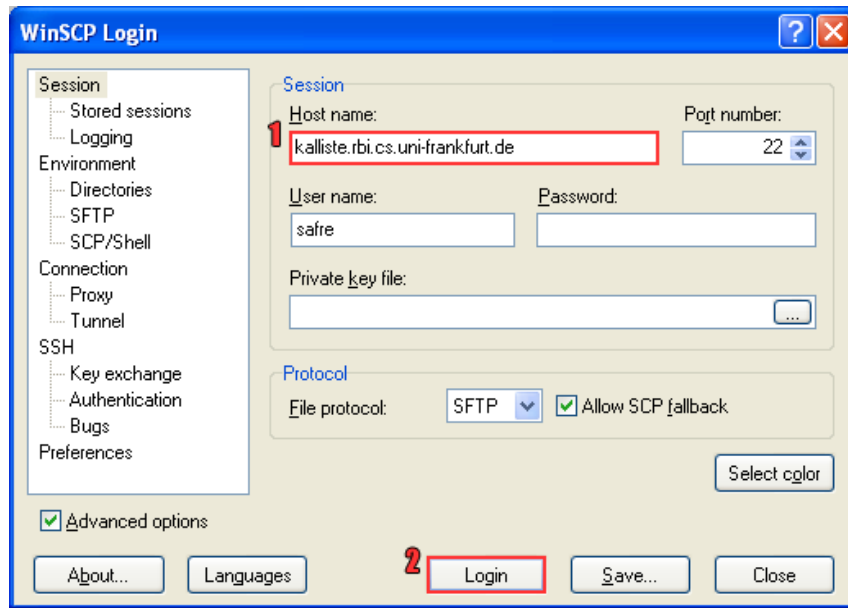 WinSCP Login
Session
Stored sessions
Logging
Environment
Directories
SFTP
SCP/Shell
Connection
Proxy
Tunnel
SSH
Key exchange
Authentication
Bugs
Preferences
Advanced options
Session
Host name:
Port number:
1
kalliste.rbi.cs.uni-frankfurt.de
22
User name:
Password:
safre
Private key file:
...
Protocol
File protocol:
SFTP
Allow SCP fallback
Select color
About...
Languages
2
Login
Save...
Close